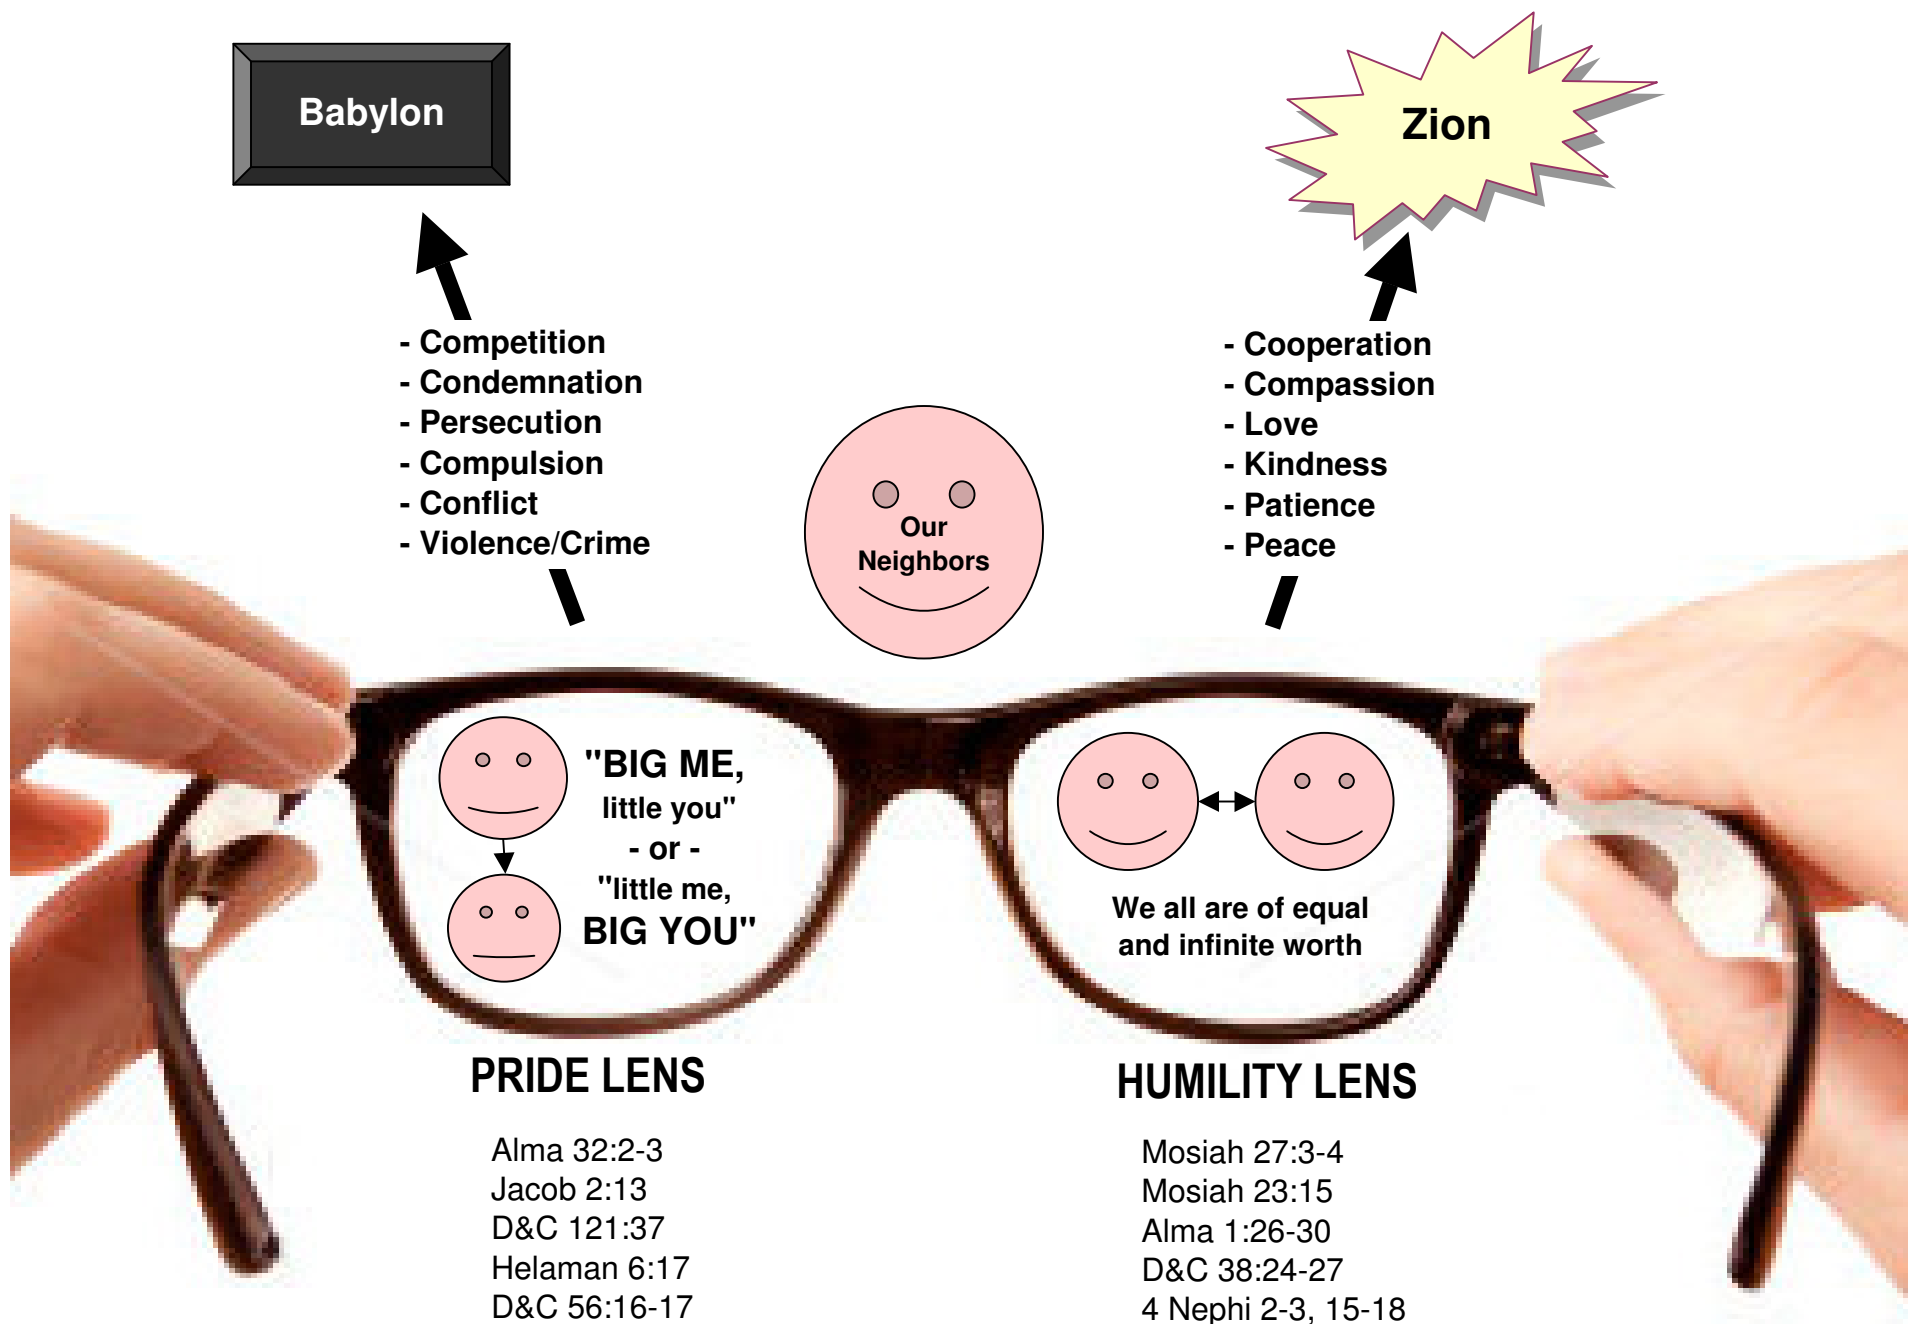 Babylon
Zion
- Competition
- Condemnation
- Persecution
- Compulsion
- Conflict
- Violence/Crime
Our
Neighbors
- Cooperation
- Compassion
- Love
- Kindness
- Patience
- Peace
"BIG ME,
little you"
- or -
"little me,
BIG YOU"
We all are of equal
and infinite worth
PRIDE LENS
Alma 32:2-3
Jacob 2:13
D&C 121:37
Helaman 6:17
D&C 56:16-17
HUMILITY LENS
Mosiah 27:3-4
Mosiah 23:15
Alma 1:26-30
D&C 38:24-27
4 Nephi 2-3, 15-18